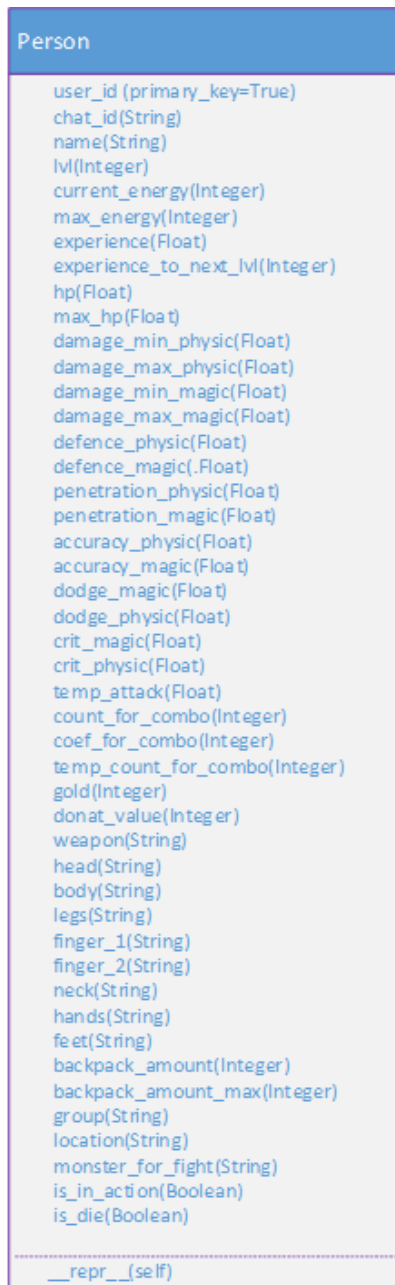 Person
user_id (primary_key=True)
chat_id(String)
name(String)
lvl(Integer)
current_energy(Integer)
max_energy(Integer)
experience(Float)
experience_to_next_lvl(Integer)
hp(Float)
max_hp(Float)
damage_min_physic(Float)
damage_max_physic(Float)
damage_min_magic(Float)
damage_max_magic(Float)
defence_physic(Float)
defence_magic(.Float)
penetration_physic(Float)
penetration_magic(Float)
accuracy_physic(Float)
accuracy_magic(Float)
dodge_magic(Float)
dodge_physic(Float)
crit_magic(Float)
crit_physic(Float)
temp_attack(Float)
count_for_combo(Integer)
coef_for_combo(Integer)
temp_count_for_combo(Integer)
gold(Integer)
donat_value(Integer)
weapon(String)
head(String)
body(String)
legs(String)
finger_1(String)
finger_2(String)
neck(String)
hands(String)
feet(String)
backpack_amount(Integer)
backpack_amount_max(Integer)
group(String)
location(String)
monster_for_fight(String)
is_in_action(Boolean)
is_die(Boolean)
__repr__(self)